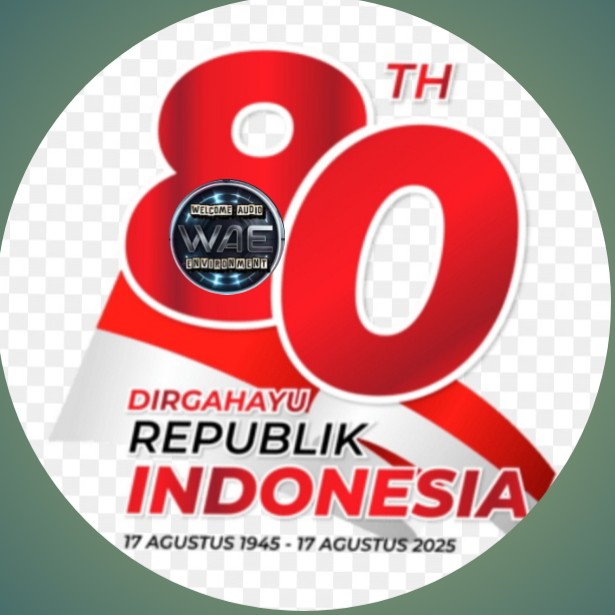 80
TH
WELCOME AUDIO
WAE
ENVIRONMENT
DIRGAHAYU
REPUBLIK
INDONESIA
17 AGUSTUS 1945 - 17 AGUSTUS 2025